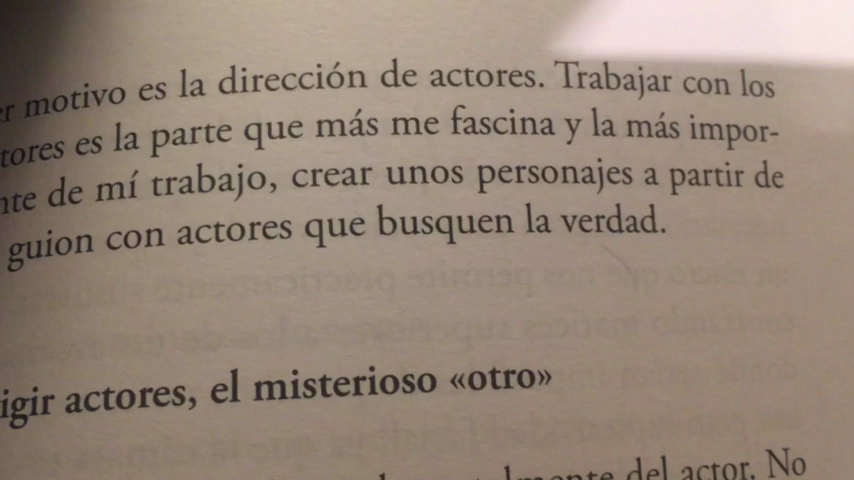 er motivo es la dirección de actores. Trabajar con los
tores es la parte que más me fascina y la más impor-
nte de mí trabajo, crear unos personajes a partir de
guion con actores que busquen la verdad.
igir actores, el misterioso «otro»
del actor. No